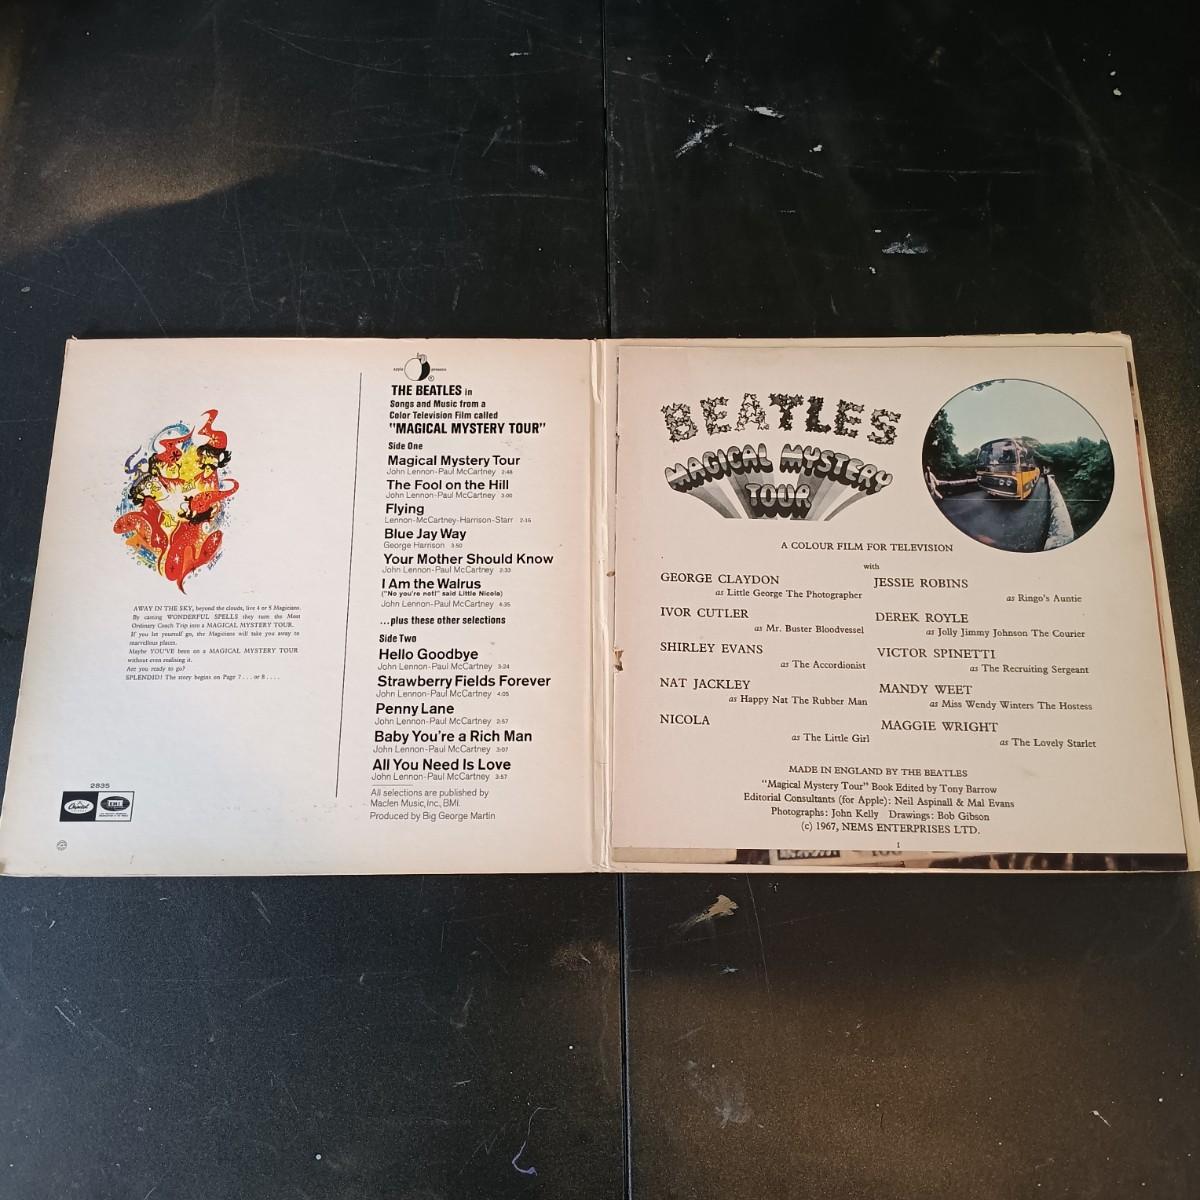 AWAY IN THE SKY, beyond the clouds, live 4 or 5 Magicians.
By casting WONDERFUL SPELLS they turn the Most
Ordinary Coach Trip into a MAGICAL MYSTERY TOUR.
If you let yourself go, the Magicians will take you away to
marvellous places.
Maybe YOU'VE been on a MAGICAL MYSTERY TOUR
without even realising it.
Are you ready to go?
SPLENDID! The story begins on Page 7 . . . or 8 . . . .
2835
Capitol
EMI
apple presents
THE BEATLES in
Songs and Music from a
Color Television Film called
"MAGICAL MYSTERY TOUR"
Side One
Magical Mystery Tour
John Lennon-Paul McCartney 2:48
The Fool on the Hill
John Lennon-Paul McCartney 3:00
Flying
Lennon-McCartney-Harrison-Starr 2:16
Blue Jay Way
George Harrison 3:50
Your Mother Should Know
John Lennon-Paul McCartney 2:33
I Am the Walrus
("No you're not!" said Little Nicola)
John Lennon-Paul McCartney 4:35
...plus these other selections
Side Two
Hello Goodbye
John Lennon-Paul McCartney 3:24
Strawberry Fields Forever
John Lennon-Paul McCartney 4:05
Penny Lane
John Lennon-Paul McCartney 2:57
Baby You're a Rich Man
John Lennon-Paul McCartney 3:07
All You Need Is Love
John Lennon-Paul McCartney 3:57
All selections are published by
Maclen Music, Inc., BMI.
Produced by Big George Martin
BEATLES
MAGICAL MYSTERY
TOUR
A COLOUR FILM FOR TELEVISION
with
GEORGE CLAYDON
as Little George The Photographer
JESSIE ROBINS
as Ringo's Auntie
IVOR CUTLER
as Mr. Buster Bloodvessel
DEREK ROYLE
as Jolly Jimmy Johnson The Courier
SHIRLEY EVANS
as The Accordionist
VICTOR SPINETTI
as The Recruiting Sergeant
NAT JACKLEY
as Happy Nat The Rubber Man
MANDY WEET
as Miss Wendy Winters The Hostess
NICOLA
as The Little Girl
MAGGIE WRIGHT
as The Lovely Starlet
MADE IN ENGLAND BY THE BEATLES
"Magical Mystery Tour" Book Edited by Tony Barrow
Editorial Consultants (for Apple): Neil Aspinall & Mal Evans
Photographs: John Kelly Drawings: Bob Gibson
(c) 1967, NEMS ENTERPRISES LTD.
1